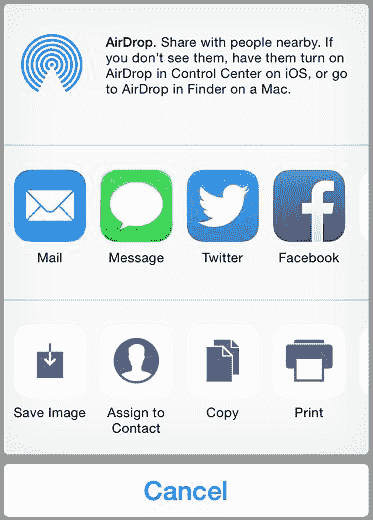 AirDrop. Share with people nearby. If
you don't see them, have them turn on
AirDrop in Control Center on iOS, or go
to AirDrop in Finder on a Mac.
Mail
Message
Twitter
Facebook
Save Image
Assign to
Contact
Copy
Print
Cancel